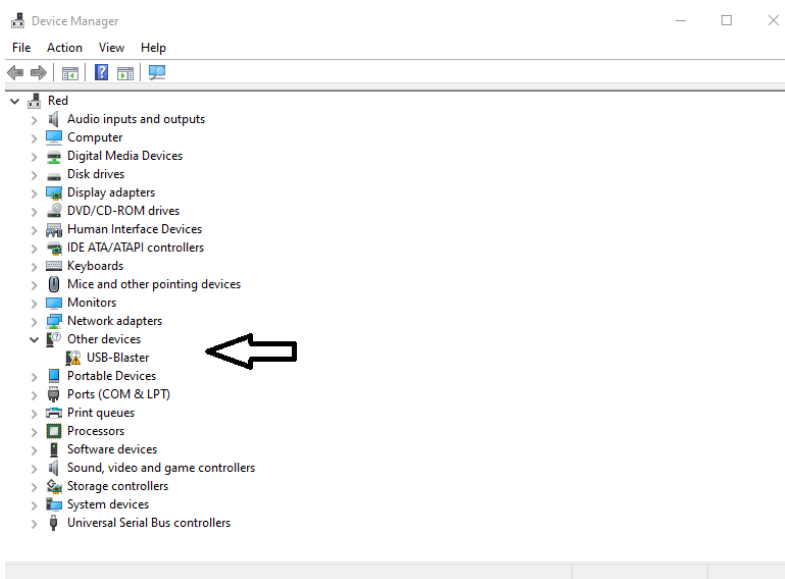 Device Manager
File Action View Help
Red
Audio inputs and outputs
Computer
Digital Media Devices
Disk drives
Display adapters
DVD/CD-ROM drives
Human Interface Devices
IDE ATA/ATAPI controllers
Keyboards
Mice and other pointing devices
Monitors
Network adapters
Other devices
USB-Blaster
Portable Devices
Ports (COM & LPT)
Print queues
Processors
Software devices
Sound, video and game controllers
Storage controllers
System devices
Universal Serial Bus controllers